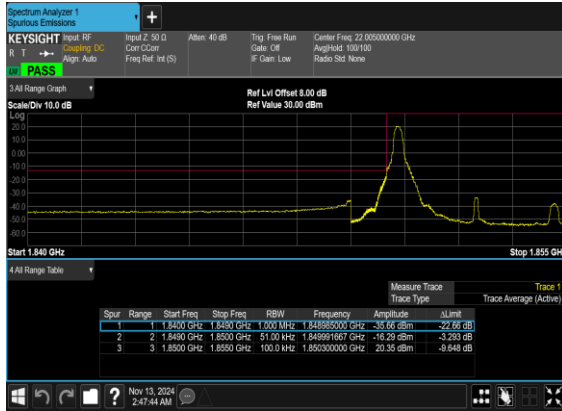 Spectrum Analyzer 1
Spurious Emissions
KEYSIGHT Input: RF Input Z: 50 Ω Atten: 40 dB Trig: Free Run Center Freq: 22.005000000 GHz
R T Coupling: DC Corr CCorr Gate: Off Avg|Hold: 100/100
Align: Auto Freq Ref: Int (S) IF Gain: Low Radio Std: None
PASS
3 All Range Graph
Ref Lvl Offset 8.00 dB
Scale/Div 10.0 dB Ref Value 30.00 dBm
Log
20.0
10.0
0.00
-10.0
-20.0
-30.0
-40.0
-50.0
-60.0
Start 1.840 GHz Stop 1.855 GH
4 All Range Table
Measure Trace Trace 1
Trace Type Trace Average (Active)
Spur Range Start Freq Stop Freq RBW Frequency Amplitude ΔLimit
1 1 1.8400 GHz 1.8490 GHz 1.000 MHz 1.848985000 GHz -35.66 dBm -22.66 dB
2 2 1.8490 GHz 1.8500 GHz 51.00 kHz 1.849991667 GHz -16.29 dBm -3.293 dB
3 3 1.8500 GHz 1.8550 GHz 100.0 kHz 1.850300000 GHz 20.35 dBm -9.648 dB
? Nov 13, 2024
2:47:44 AM